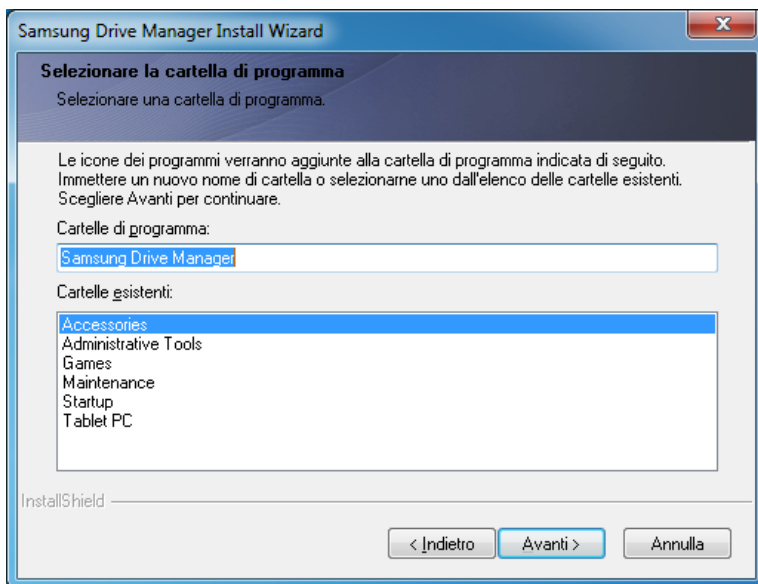 Samsung Drive Manager Install Wizard
Selezionare la cartella di programma
Selezionare una cartella di programma.
Le icone dei programmi verranno aggiunte alla cartella di programma indicata di seguito.
Immettere un nuovo nome di cartella o selezionarne uno dall'elenco delle cartelle esistenti.
Scegliere Avanti per continuare.
Cartelle di programma:
Samsung Drive Manager
Cartelle esistenti:
Accessories
Administrative Tools
Games
Maintenance
Startup
Tablet PC
InstallShield
< Indietro Avanti > Annulla